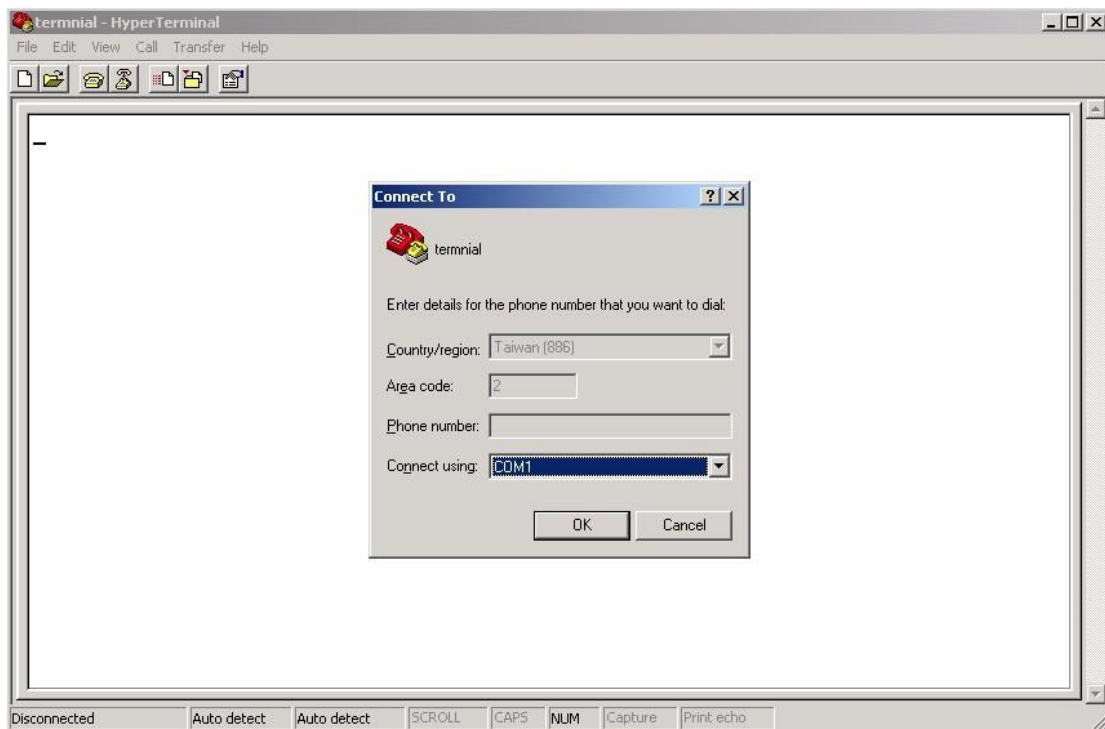 termnial - HyperTerminal
File Edit View Call Transfer Help
Connect To
termnial
Enter details for the phone number that you want to dial:
Country/region: Taiwan (886)
Area code: 2
Phone number:
Connect using: COM1
OK Cancel
Disconnected Auto detect Auto detect SCROLL CAPS NUM Capture Print echo